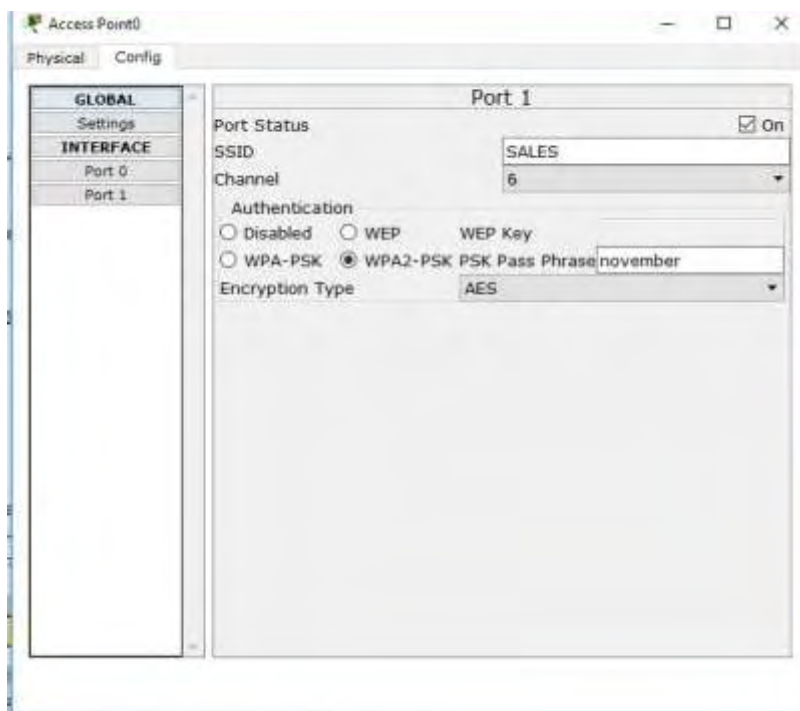 Access Point0
Physical Config
GLOBAL
Settings
INTERFACE
Port 0
Port 1
Port 1
Port Status On
SSID SALES
Channel 6
Authentication
Disabled WEP WEP Key
WPA-PSK WPA2-PSK PSK Pass Phrase november
Encryption Type AES